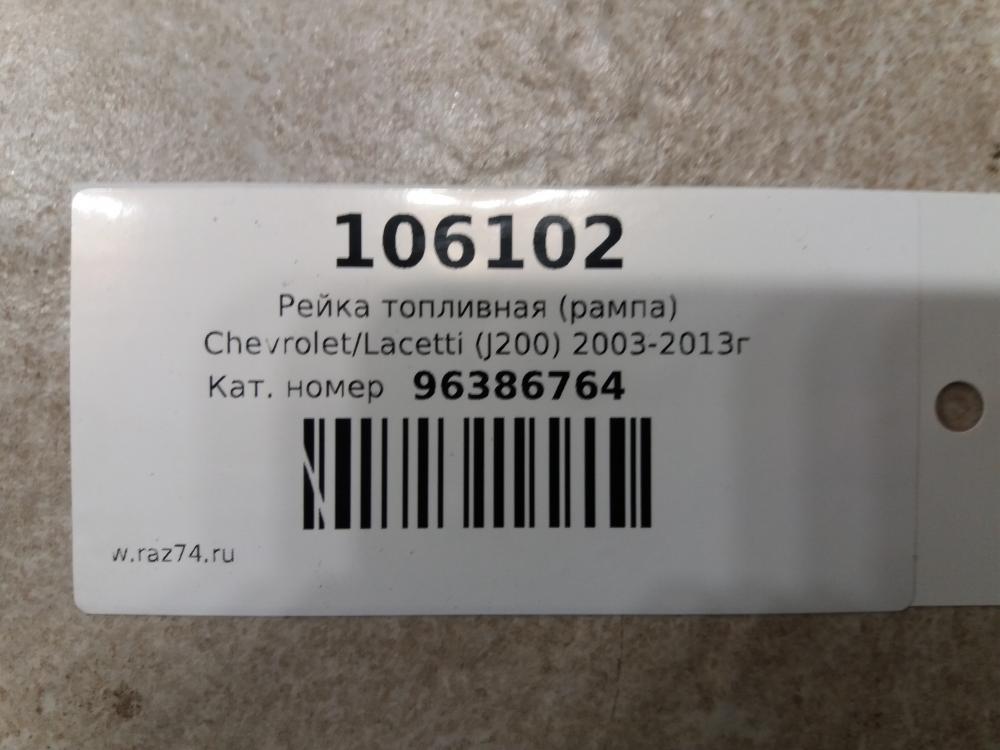 106102
Рейка топливная (рампа)
Chevrolet/Lacetti (J200) 2003-2013г
Кат. номер 96386764
w.raz74.ru